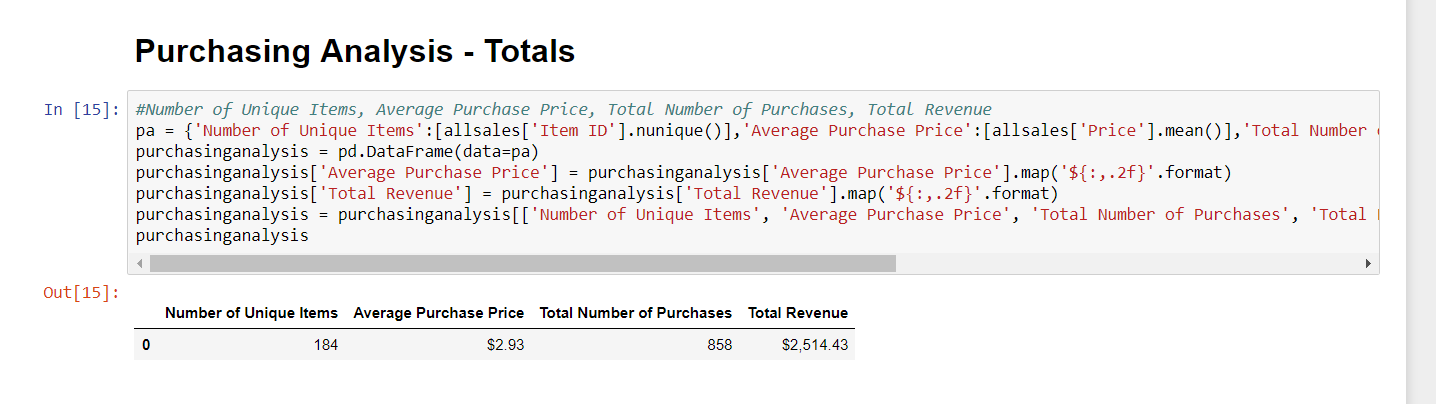 Purchasing Analysis - Totals
In [15]:
#Number of Unique Items, Average Purchase Price, Total Number of Purchases, Total Revenue
pa = {'Number of Unique Items':[allsales['Item ID'].nunique()],'Average Purchase Price':[allsales['Price'].mean()],'Total Number
purchasinganalysis = pd.DataFrame(data=pa)
purchasinganalysis['Average Purchase Price'] = purchasinganalysis['Average Purchase Price'].map('${:,.2f}'.format)
purchasinganalysis['Total Revenue'] = purchasinganalysis['Total Revenue'].map('${:,.2f}'.format)
purchasinganalysis = purchasinganalysis[['Number of Unique Items', 'Average Purchase Price', 'Total Number of Purchases', 'Total
purchasinganalysis
Out[15]:
Number of Unique Items Average Purchase Price Total Number of Purchases Total Revenue
0 184 $2.93 858 $2,514.43